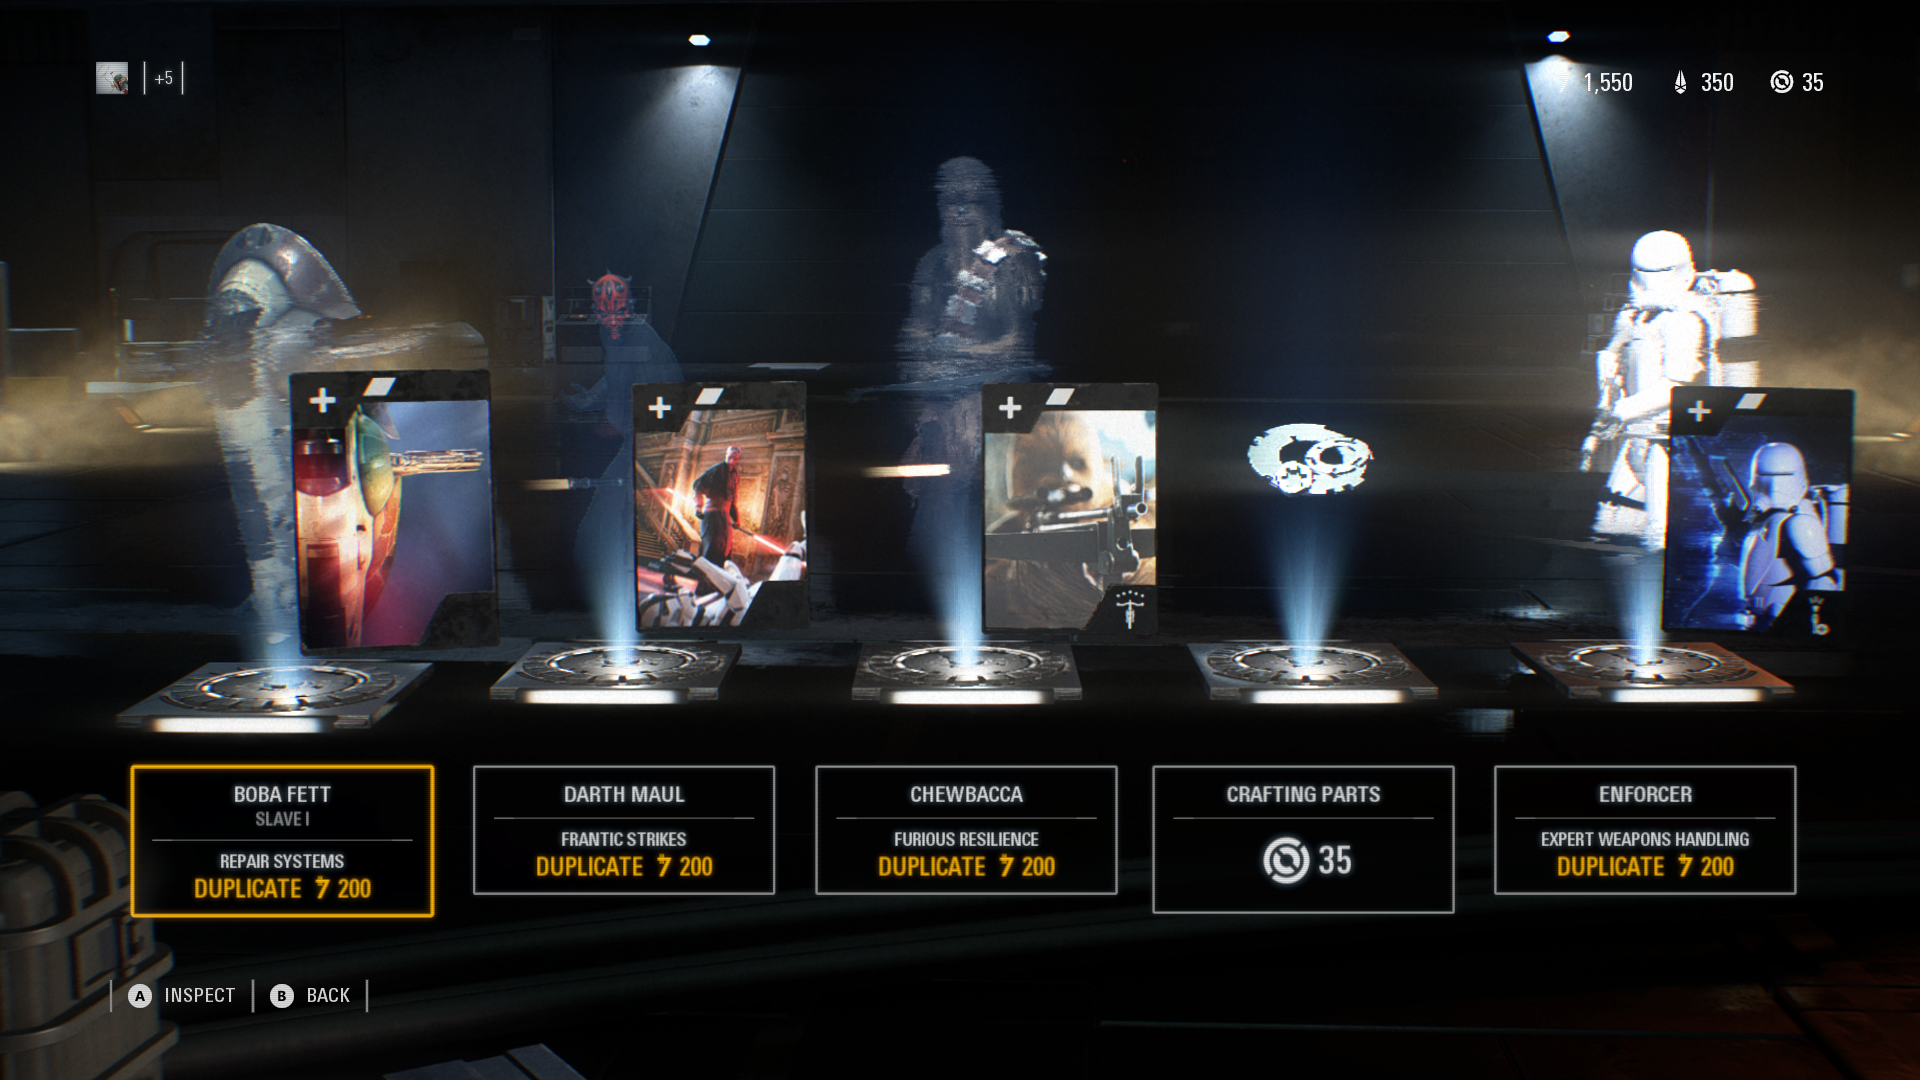 +5
1,550
350
35
BOBA FETT
SLAVE I
REPAIR SYSTEMS
DUPLICATE 200
DARTH MAUL
FRANTIC STRIKES
DUPLICATE 200
CHEWBACCA
FURIOUS RESILIENCE
DUPLICATE 200
CRAFTING PARTS
35
ENFORCER
EXPERT WEAPONS HANDLING
DUPLICATE 200
A INSPECT
B BACK